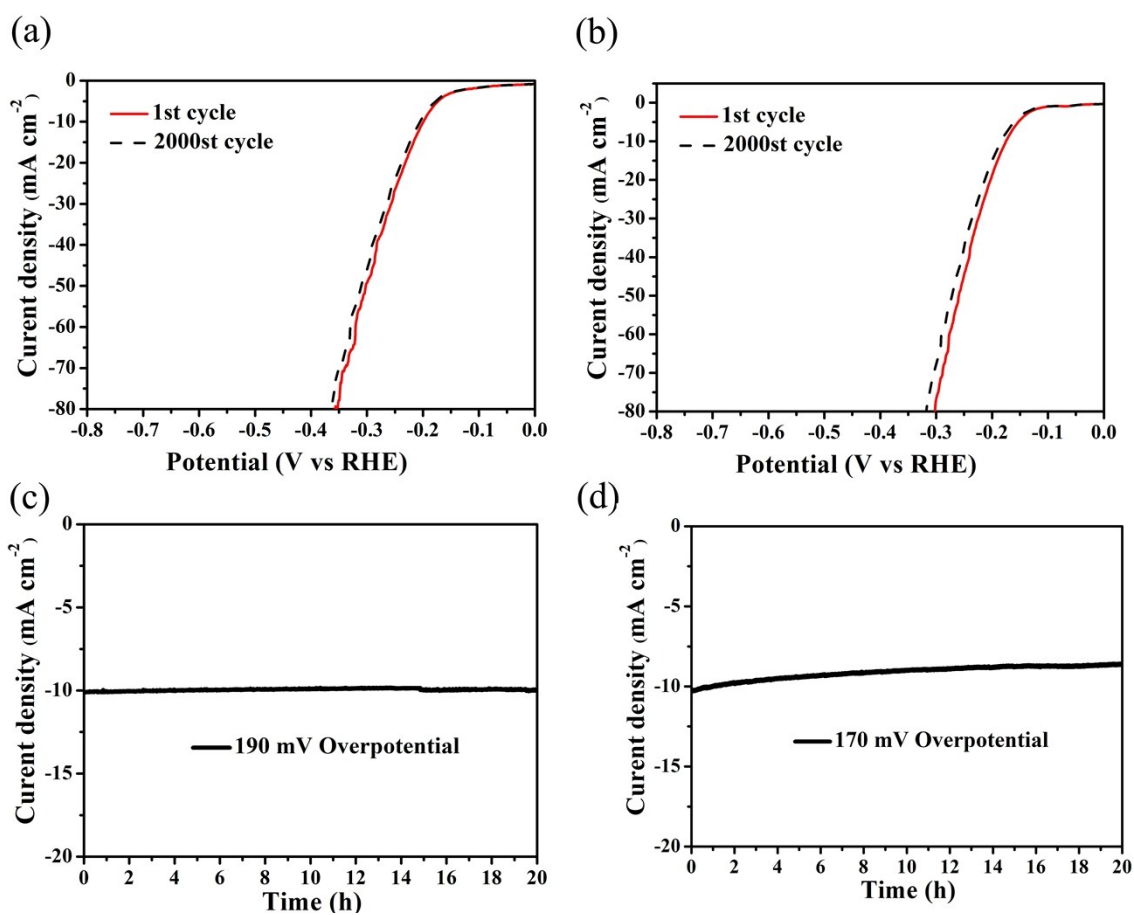 (a)
0
-10
-20
-30
-40
-50
-60
-70
-80
Curent density (mA cm-2)
1st cycle
2000st cycle
-0.8 -0.7 -0.6 -0.5 -0.4 -0.3 -0.2 -0.1 0.0
Potential (V vs RHE)
(b)
0
-10
-20
-30
-40
-50
-60
-70
-80
Curent density (mA cm-2)
1st cycle
2000st cycle
-0.8 -0.7 -0.6 -0.5 -0.4 -0.3 -0.2 -0.1 0.0
Potential (V vs RHE)
(c)
0
-5
-10
-15
-20
Curent density (mA cm-2)
190 mV Overpotential
0 2 4 6 8 10 12 14 16 18 20
Time (h)
(d)
0
-5
-10
-15
-20
Curent density (mA cm-2)
170 mV Overpotential
0 2 4 6 8 10 12 14 16 18 20
Time (h)